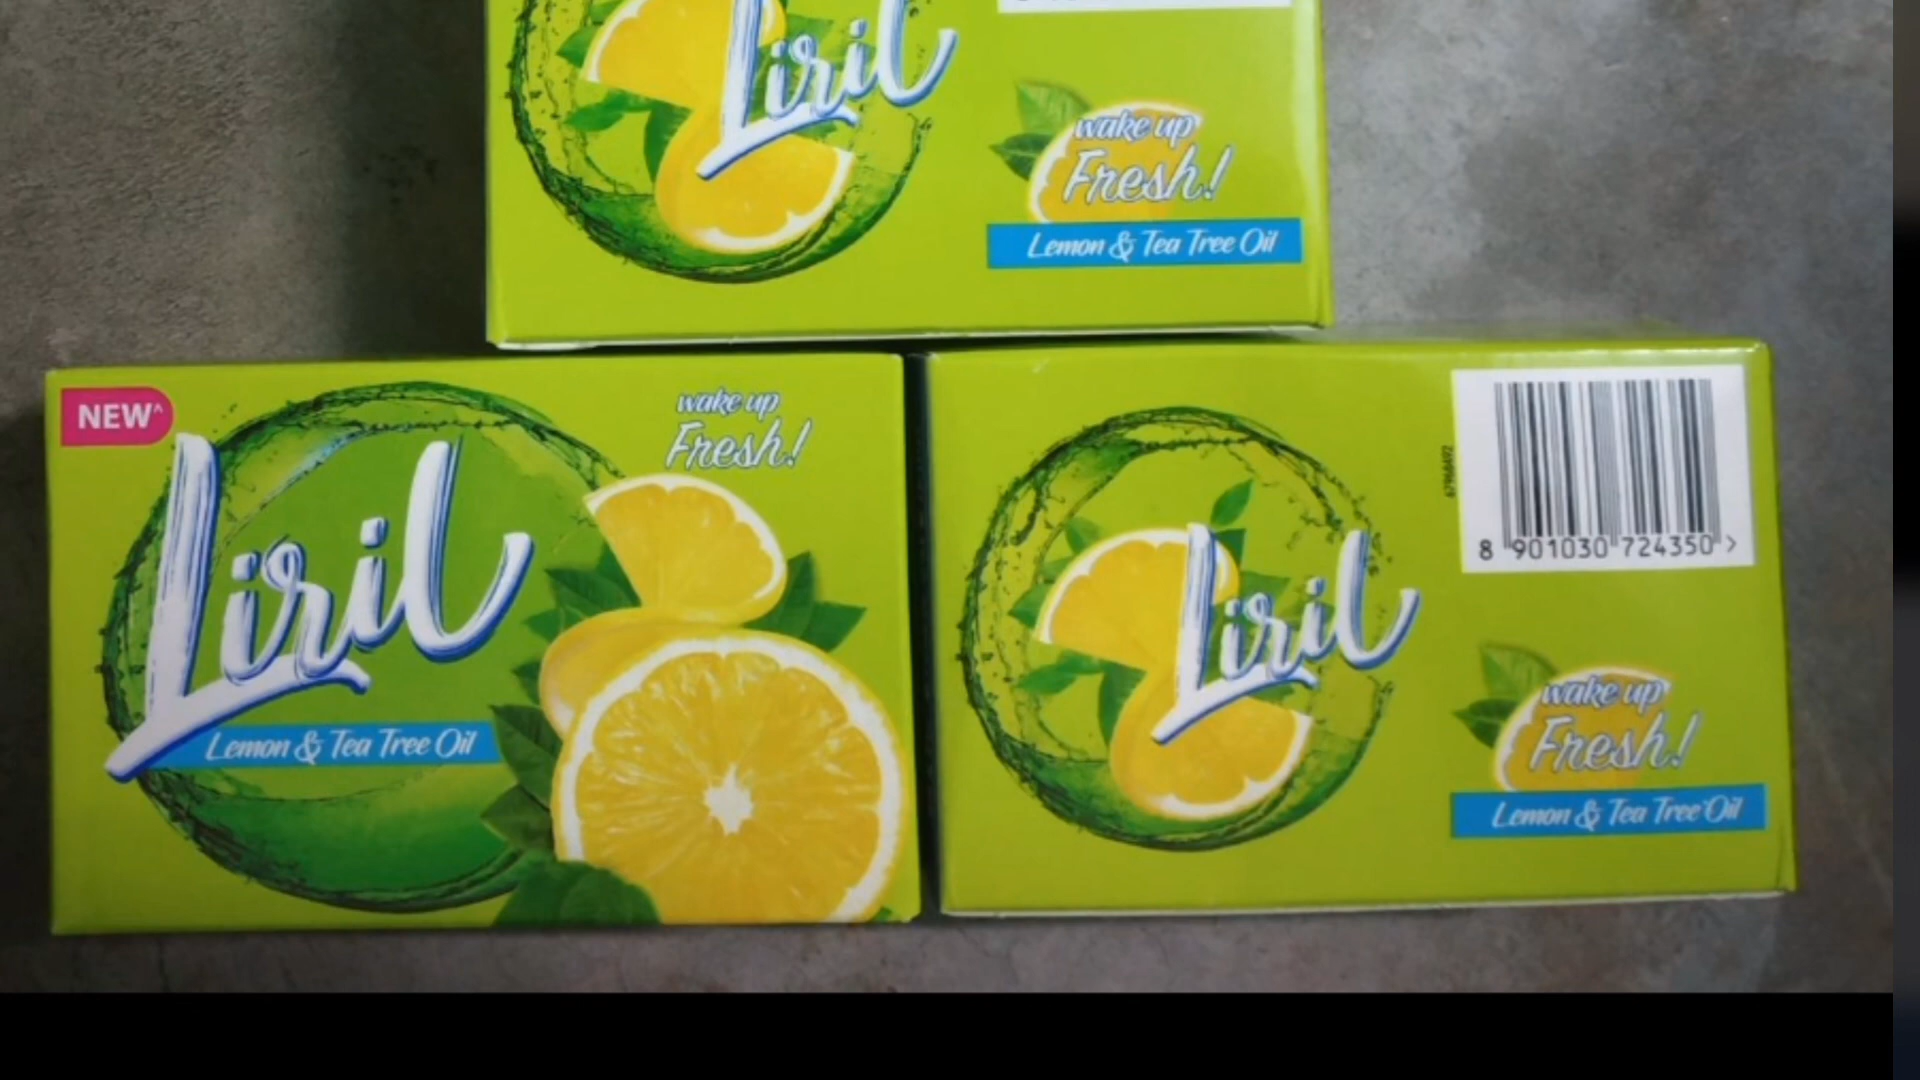 Liril
wake up
Fresh!
Lemon & Tea Tree Oil
NEW^
wake up
Fresh!
Liril
Lemon & Tea Tree Oil
8 901030 724350 >
Liril
wake up
Fresh!
Lemon & Tea Tree Oil